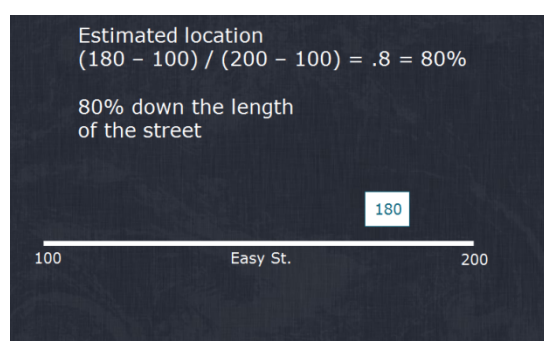 Estimated location
(180 – 100) / (200 – 100) = .8 = 80%
80% down the length
of the street
180
100 Easy St. 200